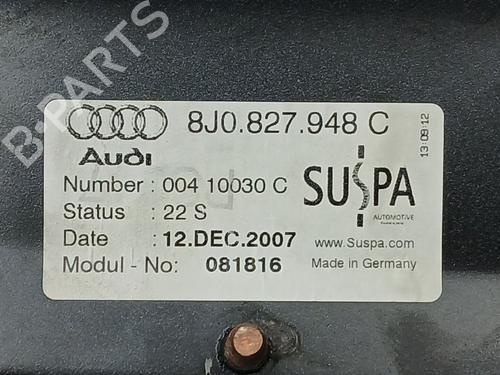 B-PARTS
8J0.827.948 C
Audi
13:09:12
Number : 004 10030 C
SUSPA
Status : 22 S
AUTOMOTIVE
Date : 12.DEC.2007
www.Suspa.com
Modul - No: 081816
Made in Germany